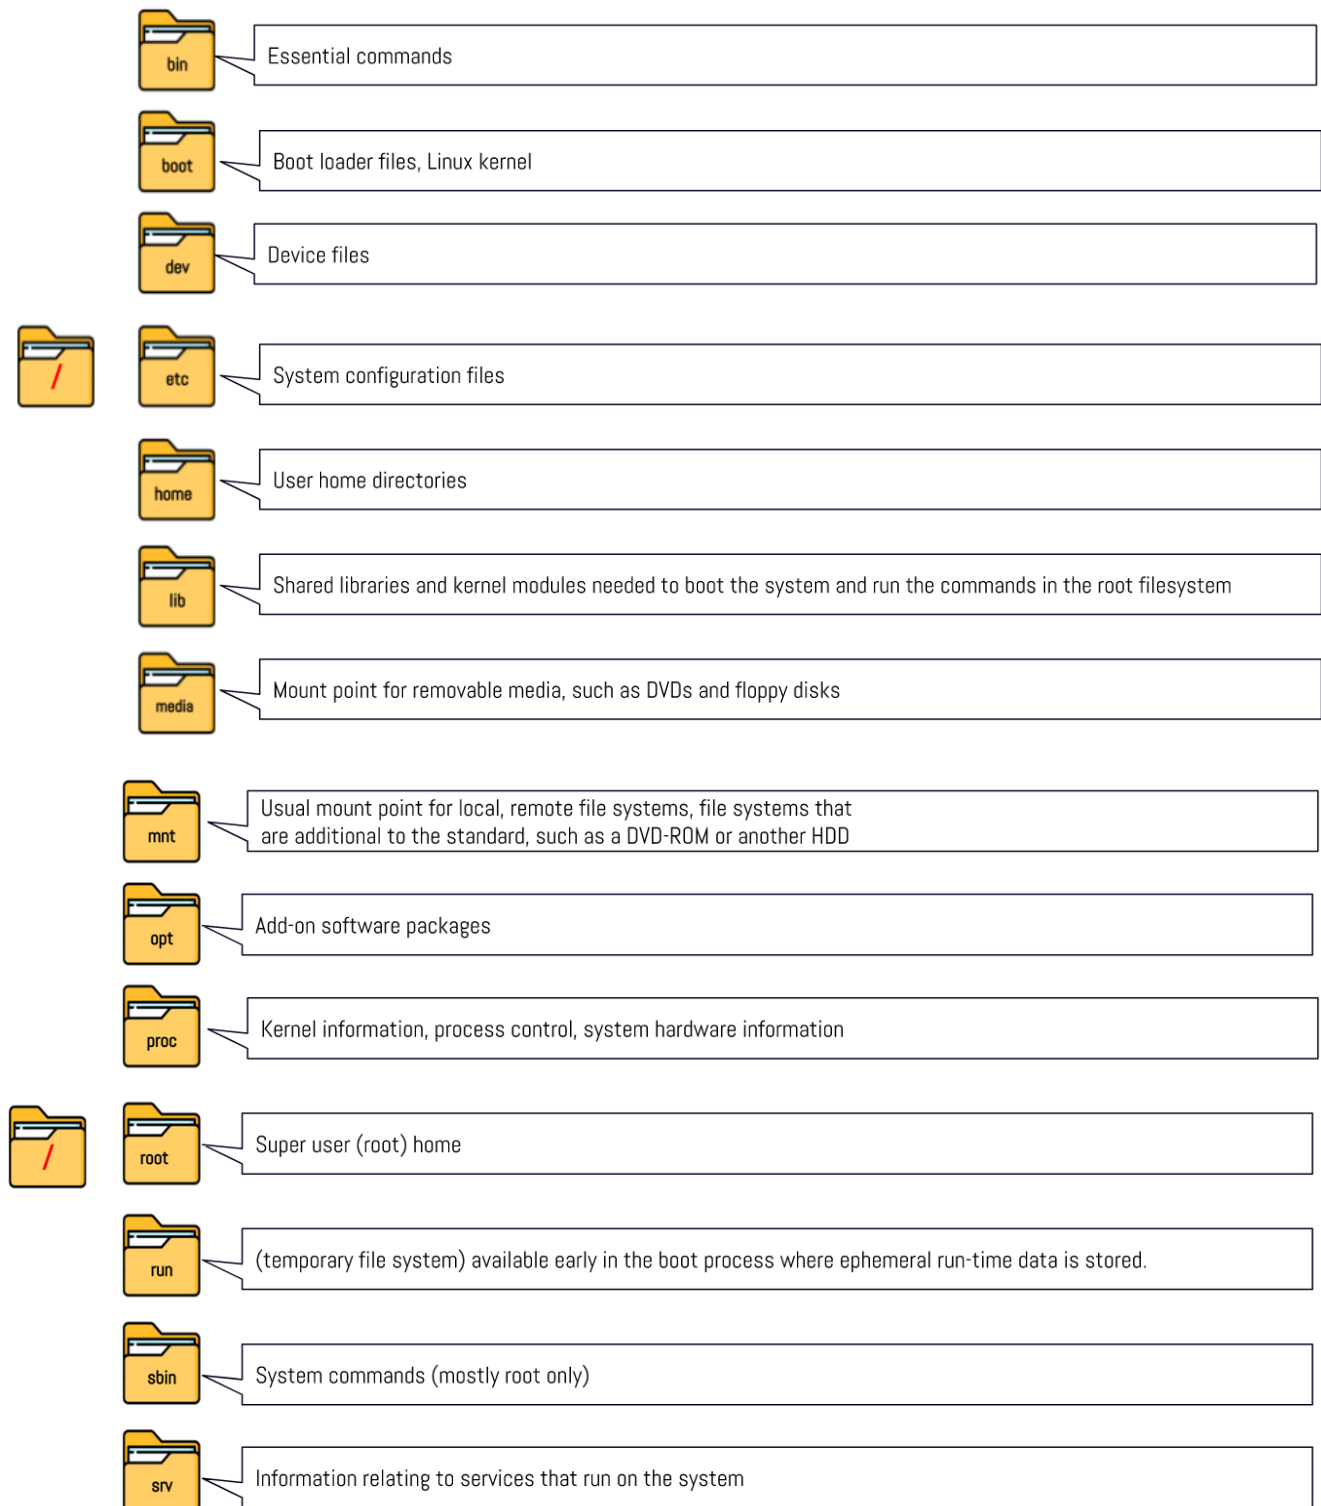 bin
Essential commands
boot
Boot loader files, Linux kernel
dev
Device files
/
etc
System configuration files
home
User home directories
lib
Shared libraries and kernel modules needed to boot the system and run the commands in the root filesystem
media
Mount point for removable media, such as DVDs and floppy disks
mnt
Usual mount point for local, remote file systems, file systems that
are additional to the standard, such as a DVD-ROM or another HDD
opt
Add-on software packages
proc
Kernel information, process control, system hardware information
/
root
Super user (root) home
run
(temporary file system) available early in the boot process where ephemeral run-time data is stored.
sbin
System commands (mostly root only)
srv
Information relating to services that run on the system